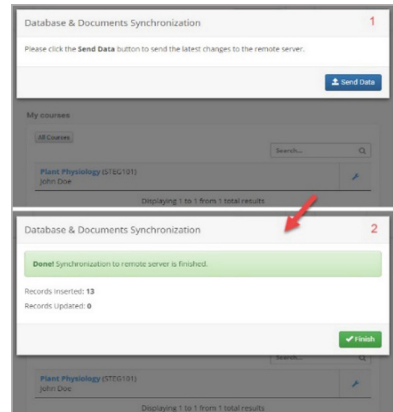 Database & Documents Synchronization 1
Please click the Send Data button to send the latest changes to the remote server.
Send Data
My courses
All Courses
Search...
Plant Physiology (STEG101)
John Doe
Displaying 1 to 1 from 1 total results
Database & Documents Synchronization 2
Done! Synchronization to remote server is finished.
Records Inserted: 13
Records Updated: 0
Finish
Search...
Plant Physiology (STEG101)
John Doe
Displaying 1 to 1 from 1 total results